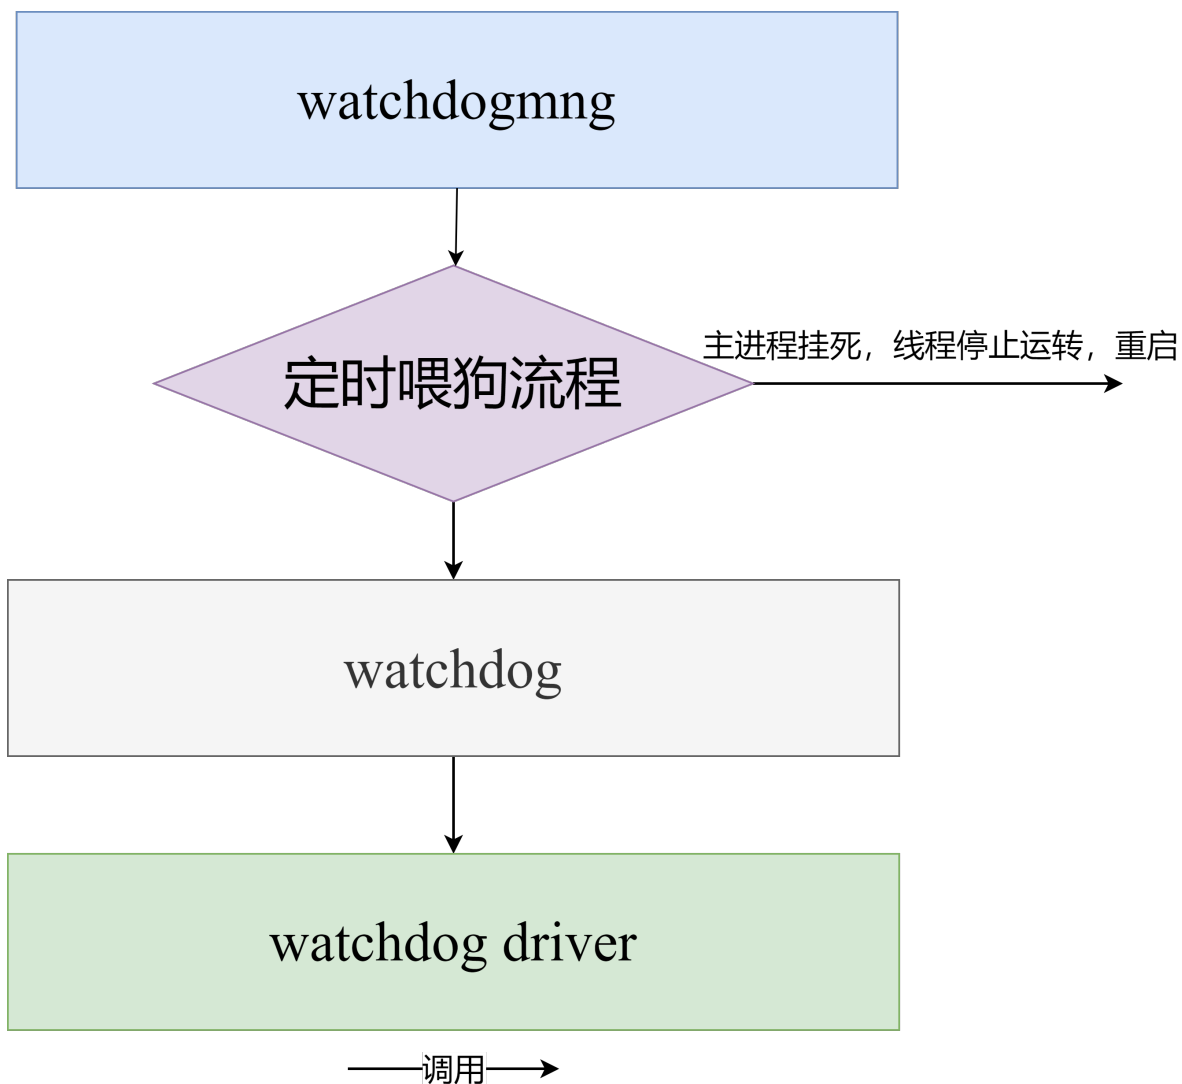 watchdogmng
主进程挂死，线程停止运转，重启
定时喂狗流程
watchdog
watchdog driver
调用